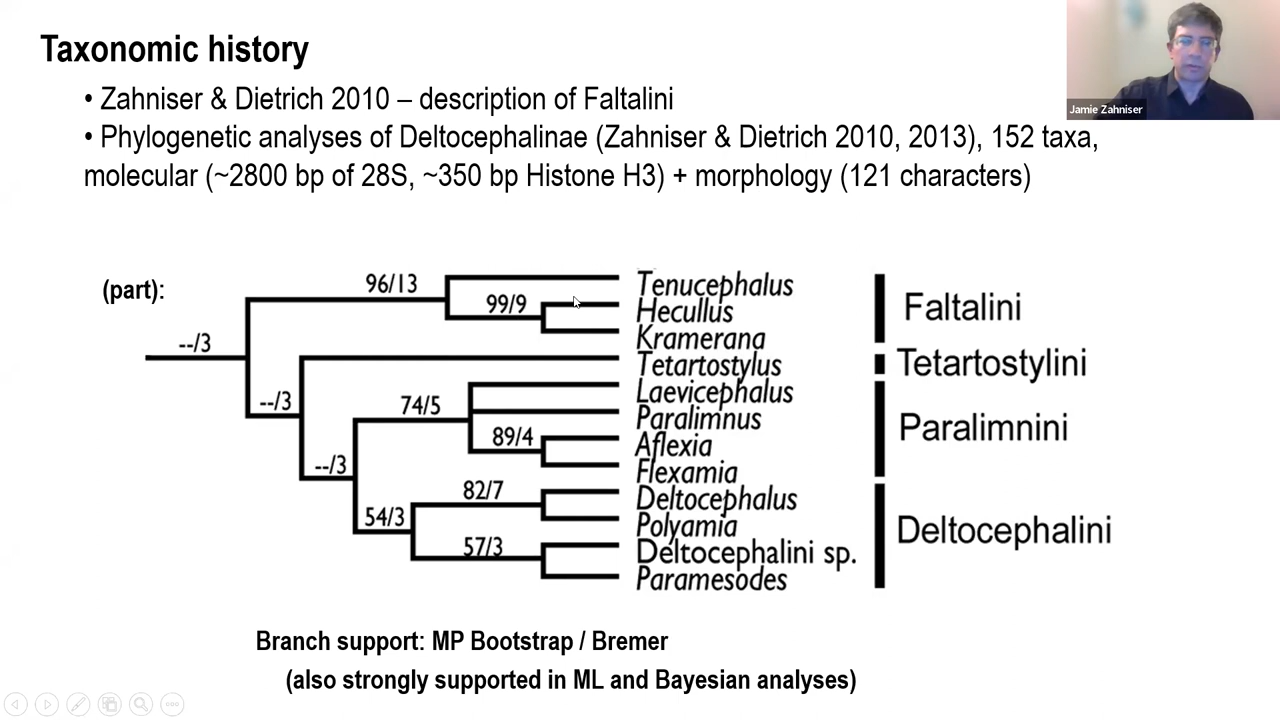 Taxonomic history
• Zahniser & Dietrich 2010 – description of Faltalini
• Phylogenetic analyses of Deltocephalinae (Zahniser & Dietrich 2010, 2013), 152 taxa,
molecular (~2800 bp of 28S, ~350 bp Histone H3) + morphology (121 characters)
Jamie Zahniser
(part):
96/13
99/9
--/3
--/3
74/5
89/4
--/3
82/7
54/3
57/3
Tenucephalus
Hecullus
Kramerana
Tetartostylus
Laevicephalus
Paralimnus
Aflexia
Flexamia
Deltocephalus
Polyamia
Deltocephalini sp.
Paramesodes
Faltalini
Tetartostylini
Paralimnini
Deltocephalini
Branch support: MP Bootstrap / Bremer
(also strongly supported in ML and Bayesian analyses)